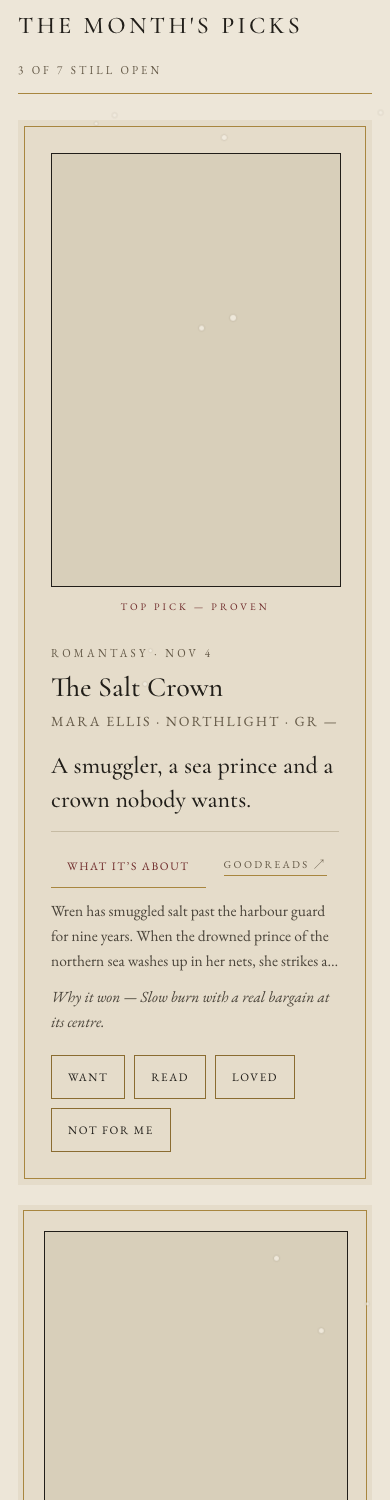 THE MONTH'S PICKS
3 OF 7 STILL OPEN
TOP PICK — PROVEN
ROMANTASY · NOV 4
The Salt Crown
MARA ELLIS · NORTHLIGHT · GR —
A smuggler, a sea prince and a
crown nobody wants.
WHAT IT'S ABOUT
GOODREADS ↗
Wren has smuggled salt past the harbour guard
for nine years. When the drowned prince of the
northern sea washes up in her nets, she strikes a…
Why it won — Slow burn with a real bargain at
its centre.
WANT
READ
LOVED
NOT FOR ME